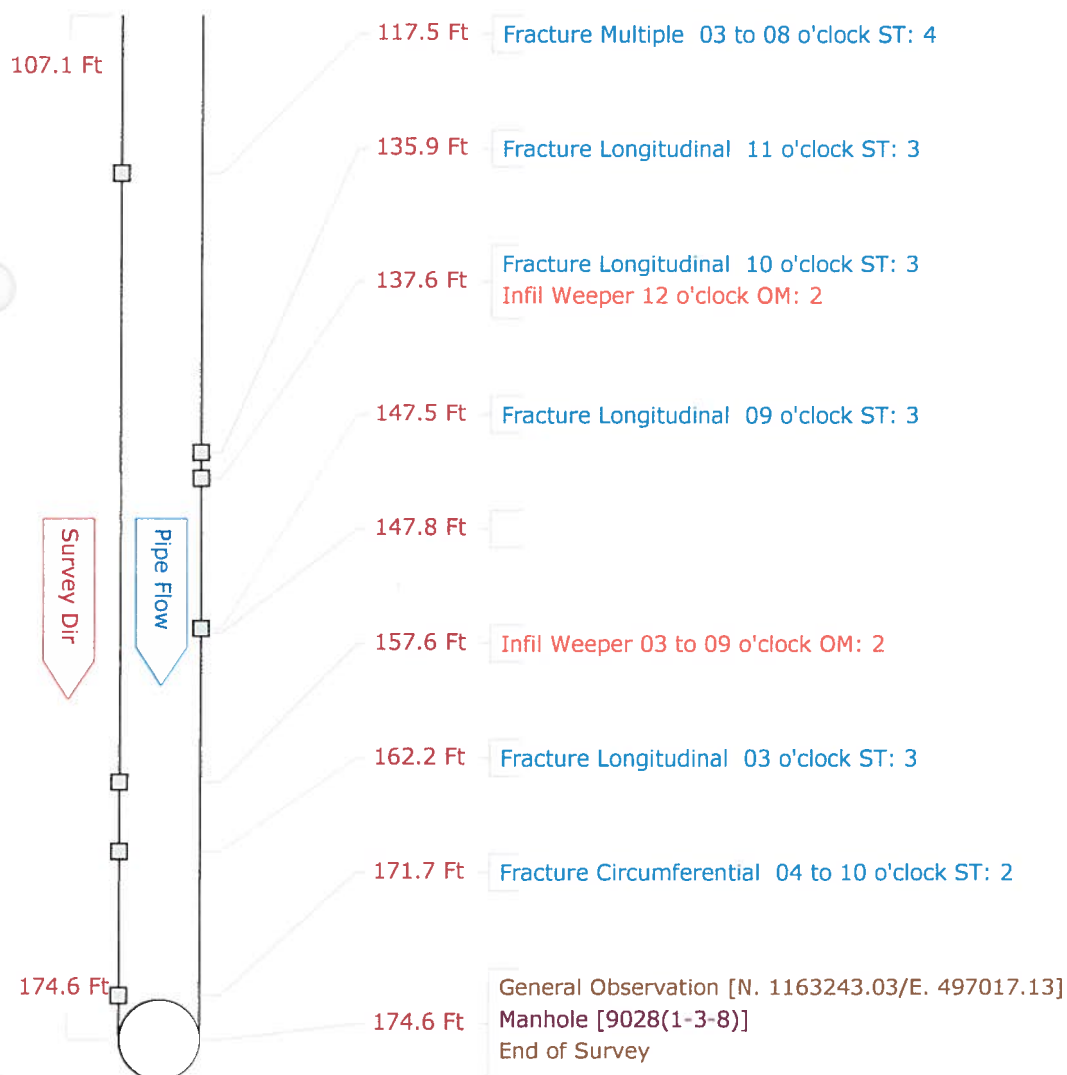 107.1 Ft
117.5 Ft Fracture Multiple 03 to 08 o'clock ST: 4
135.9 Ft Fracture Longitudinal 11 o'clock ST: 3
137.6 Ft Fracture Longitudinal 10 o'clock ST: 3
Infil Weeper 12 o'clock OM: 2
147.5 Ft Fracture Longitudinal 09 o'clock ST: 3
147.8 Ft
Survey Dir
Pipe Flow
157.6 Ft Infil Weeper 03 to 09 o'clock OM: 2
162.2 Ft Fracture Longitudinal 03 o'clock ST: 3
171.7 Ft Fracture Circumferential 04 to 10 o'clock ST: 2
174.6 Ft
174.6 Ft General Observation [N. 1163243.03/E. 497017.13]
Manhole [9028(1-3-8)]
End of Survey